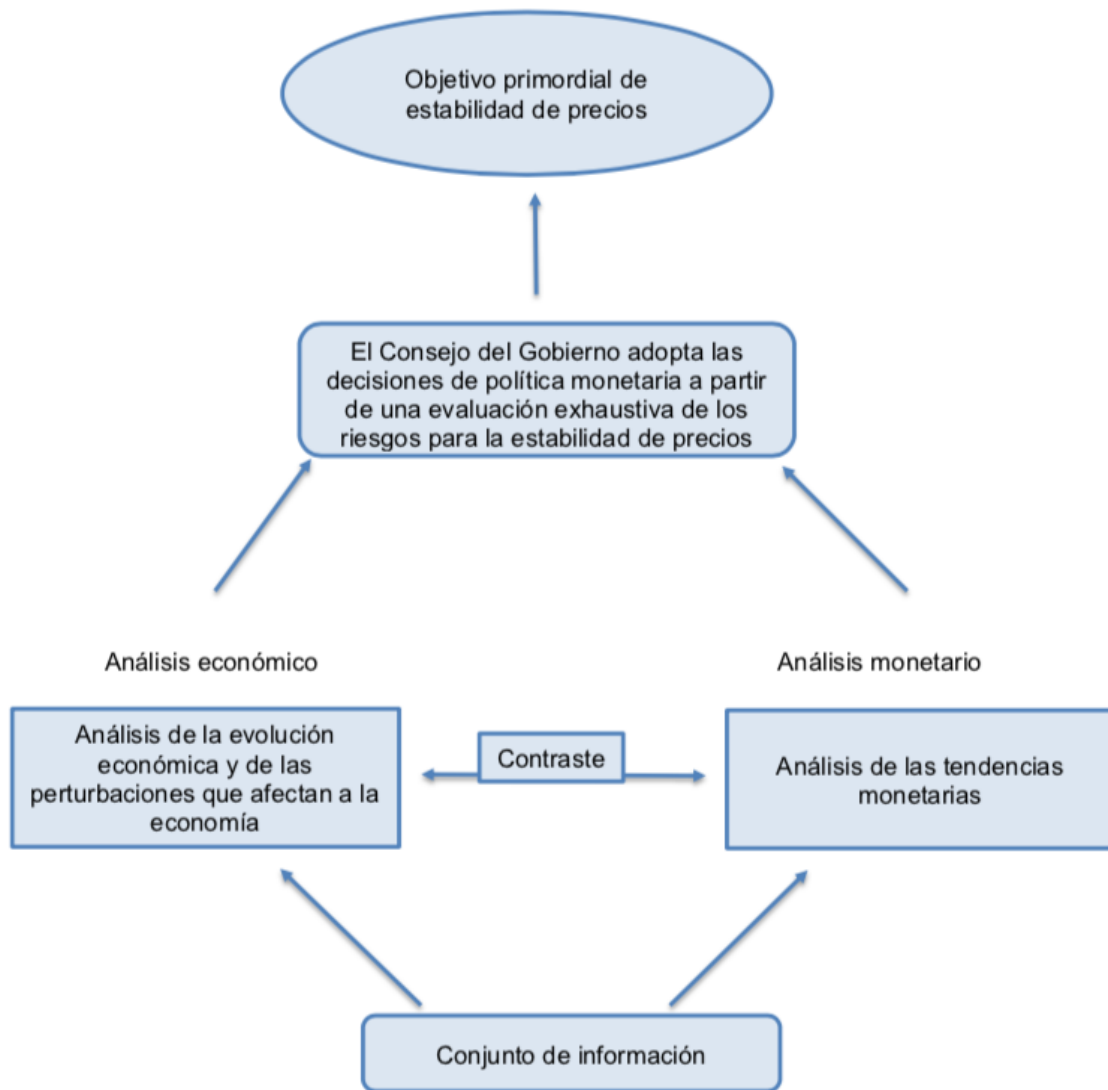 Objetivo primordial de
estabilidad de precios
El Consejo del Gobierno adopta las
decisiones de política monetaria a partir
de una evaluación exhaustiva de los
riesgos para la estabilidad de precios
Análisis económico
Análisis monetario
Análisis de la evolución
económica y de las
perturbaciones que afectan a la
economía
Contraste
Análisis de las tendencias
monetarias
Conjunto de información